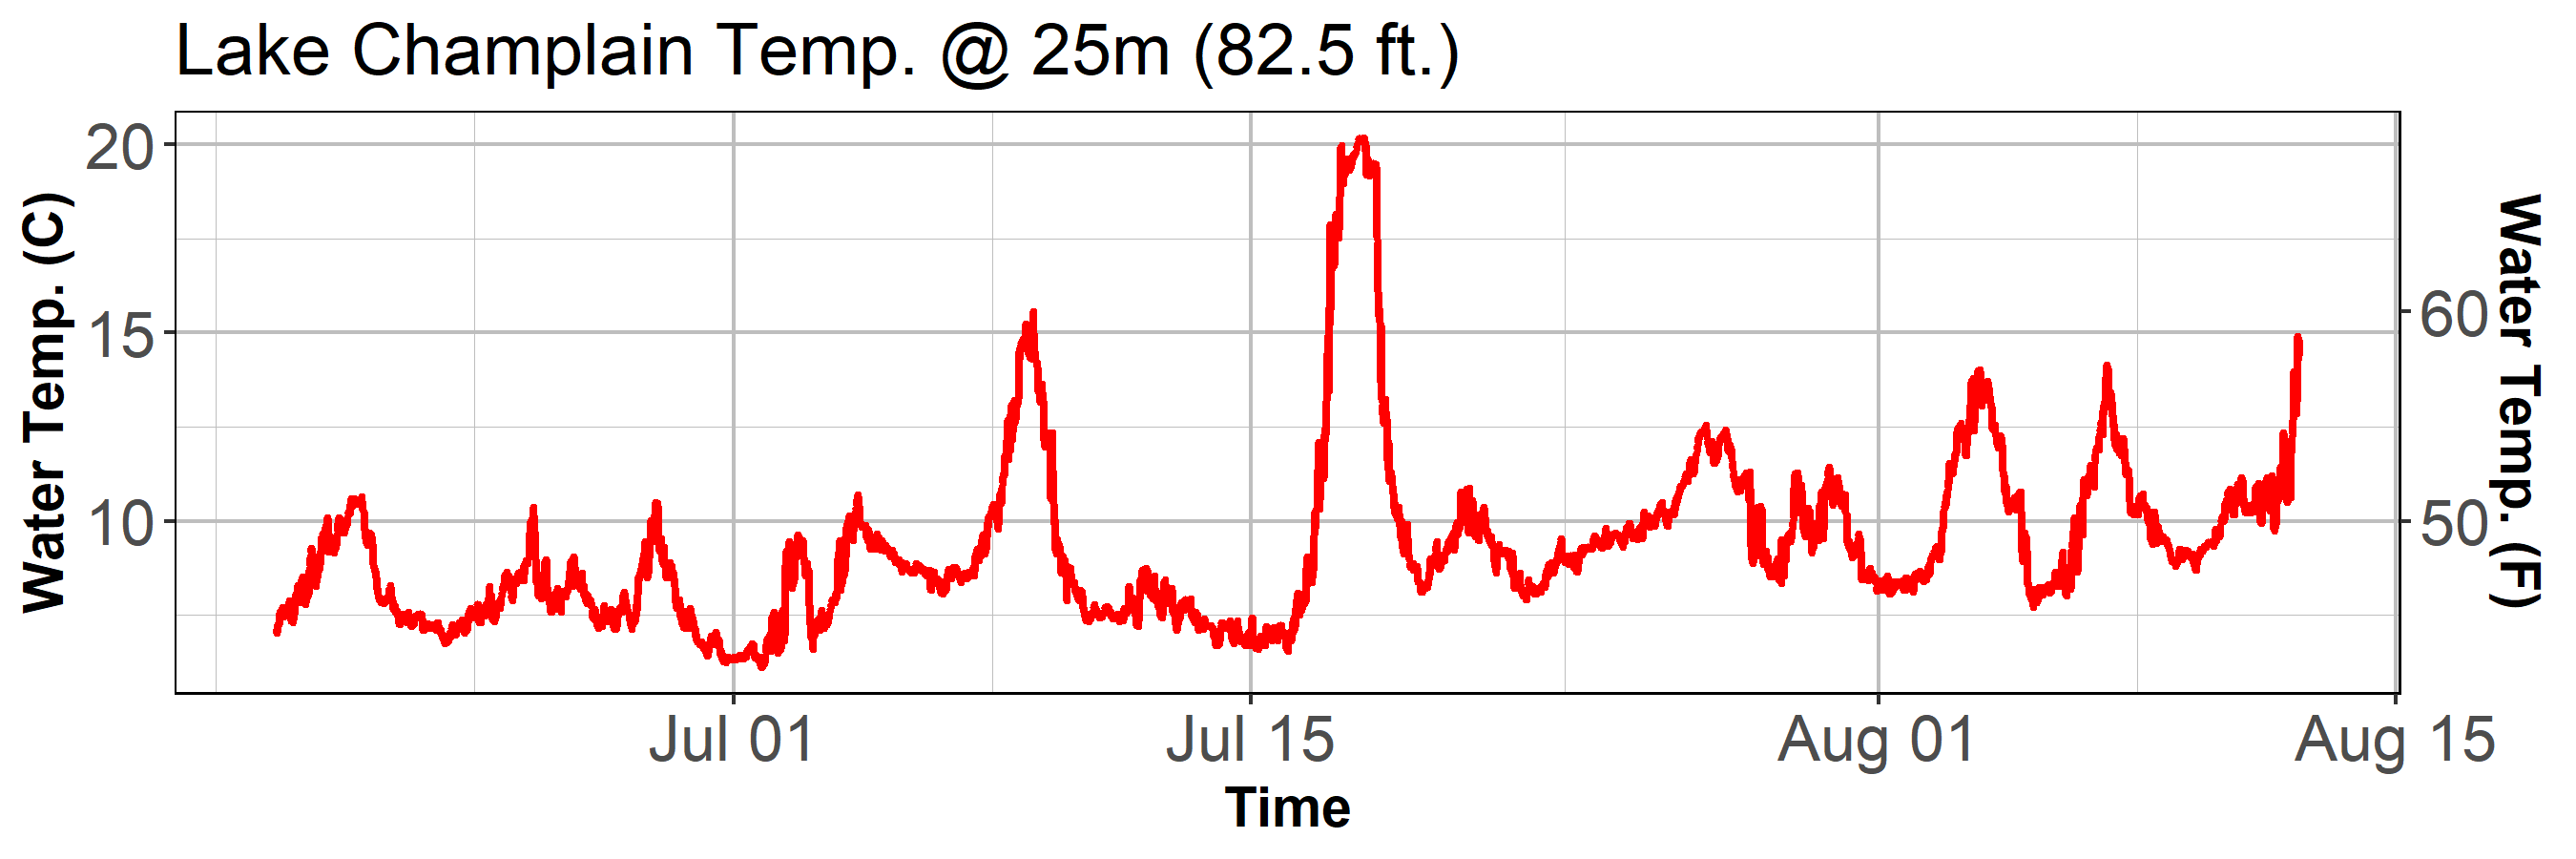 Lake Champlain Temp. @ 25m (82.5 ft.)
Water Temp. (C)
20
15
10
Water Temp. (F)
60
50
Jul 01
Jul 15
Aug 01
Aug 15
Time